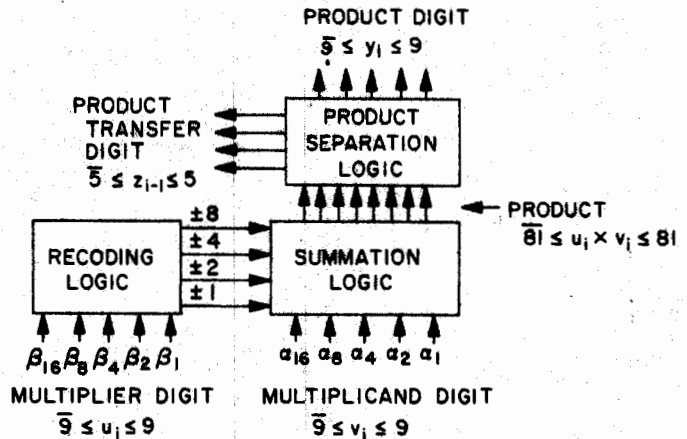 PRODUCT DIGIT
9̅ ≤ yᵢ ≤ 9
PRODUCT
TRANSFER
DIGIT
5̅ ≤ zᵢ₋₁ ≤ 5
PRODUCT
SEPARATION
LOGIC
PRODUCT
8̅1̅ ≤ uᵢ × vᵢ ≤ 81
RECODING
LOGIC
±8
±4
±2
±1
SUMMATION
LOGIC
β₁₆ β₈ β₄ β₂ β₁
α₁₆ α₈ α₄ α₂ α₁
MULTIPLIER DIGIT
9̅ ≤ uᵢ ≤ 9
MULTIPLICAND DIGIT
9̅ ≤ vᵢ ≤ 9